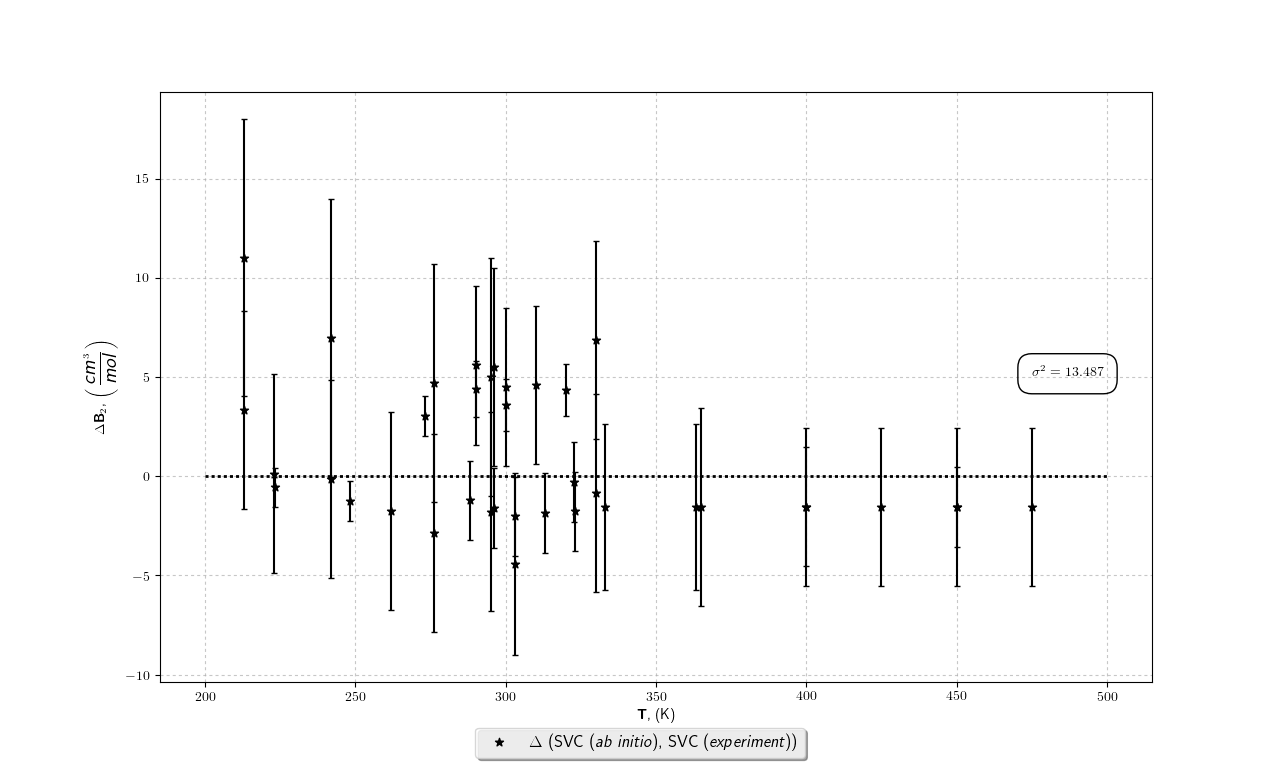 15
10
5
0
−5
−10
ΔB₂, (cm³/mol)
σ² = 13.487
200 250 300 350 400 450 500
T, (K)
Δ (SVC (ab initio), SVC (experiment))